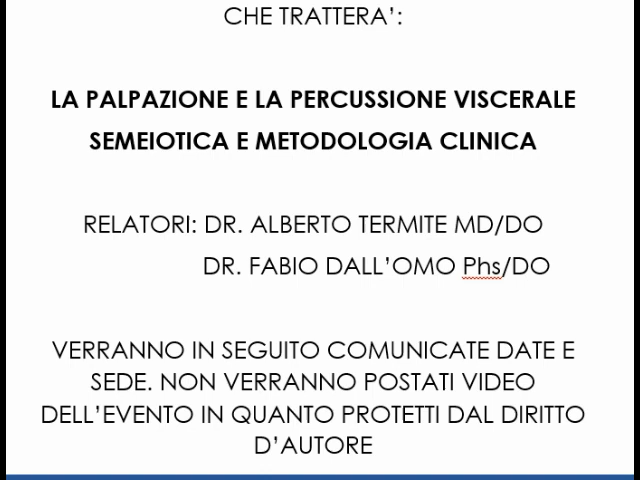 CHE TRATTERA’:
LA PALPAZIONE E LA PERCUSSIONE VISCERALE
SEMEIOTICA E METODOLOGIA CLINICA
RELATORI: DR. ALBERTO TERMITE MD/DO
DR. FABIO DALL’OMO Phs/DO
VERRANNO IN SEGUITO COMUNICATE DATE E
SEDE. NON VERRANNO POSTATI VIDEO
DELL’EVENTO IN QUANTO PROTETTI DAL DIRITTO
D’AUTORE